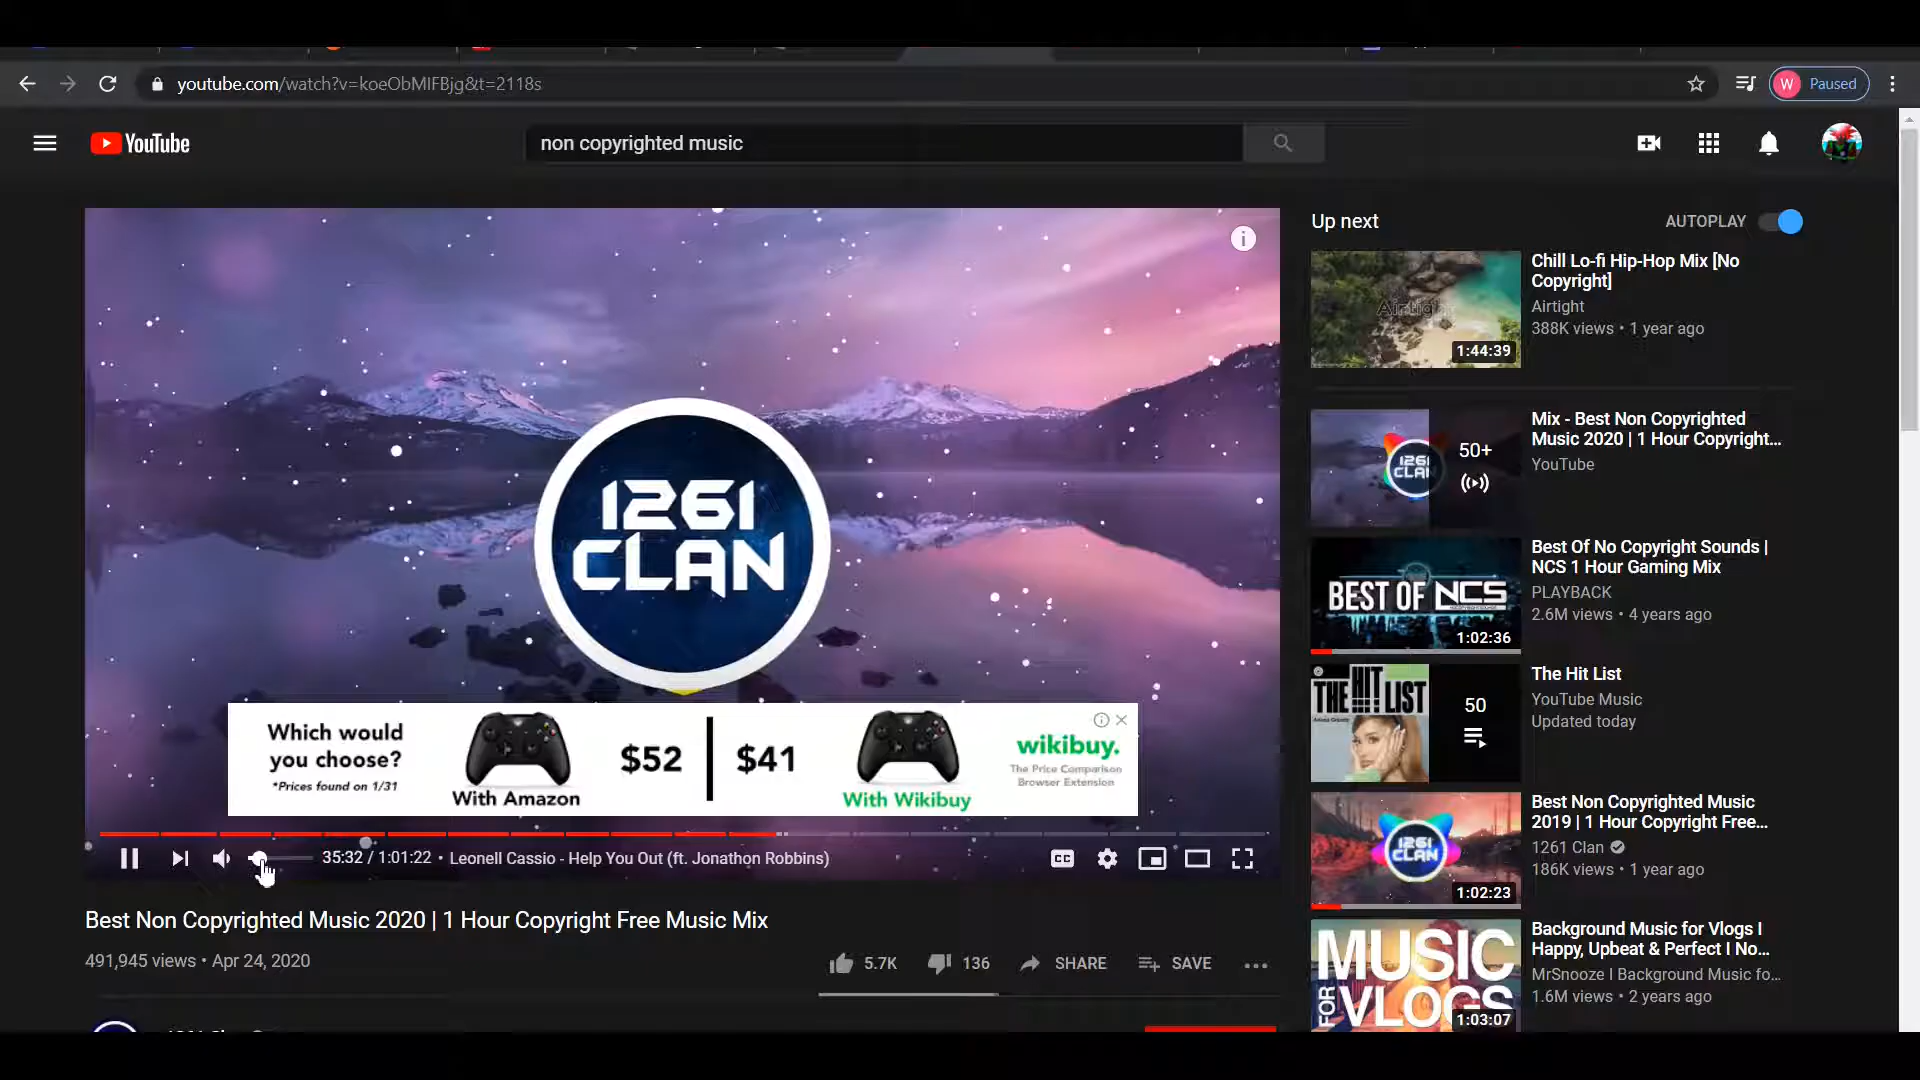 youtube.com/watch?v=koeObMIFBjg&t=2118s
W Paused
YouTube
non copyrighted music
i
1261
CLAN
Which would
you choose?
*Prices found on 1/31
With Amazon
$52
$41
With Wikibuy
wikibuy.
The Price Comparison
Browser Extension
35:32 / 1:01:22 • Leonell Cassio - Help You Out (ft. Jonathon Robbins)
CC
Best Non Copyrighted Music 2020 | 1 Hour Copyright Free Music Mix
491,945 views • Apr 24, 2020
5.7K
136
SHARE
SAVE
Up next
AUTOPLAY
Airtight
1:44:39
Chill Lo-fi Hip-Hop Mix [No
Copyright]
Airtight
388K views • 1 year ago
1261
CLAN
50+
Mix - Best Non Copyrighted
Music 2020 | 1 Hour Copyright...
YouTube
BEST OF NCS
1:02:36
Best Of No Copyright Sounds |
NCS 1 Hour Gaming Mix
PLAYBACK
2.6M views • 4 years ago
THE HIT LIST
50
The Hit List
YouTube Music
Updated today
1261
CLAN
1:02:23
Best Non Copyrighted Music
2019 | 1 Hour Copyright Free...
1261 Clan
186K views • 1 year ago
MUSIC
FOR VLOGS
1:03:07
Background Music for Vlogs I
Happy, Upbeat & Perfect I No...
MrSnooze I Background Music fo...
1.6M views • 2 years ago